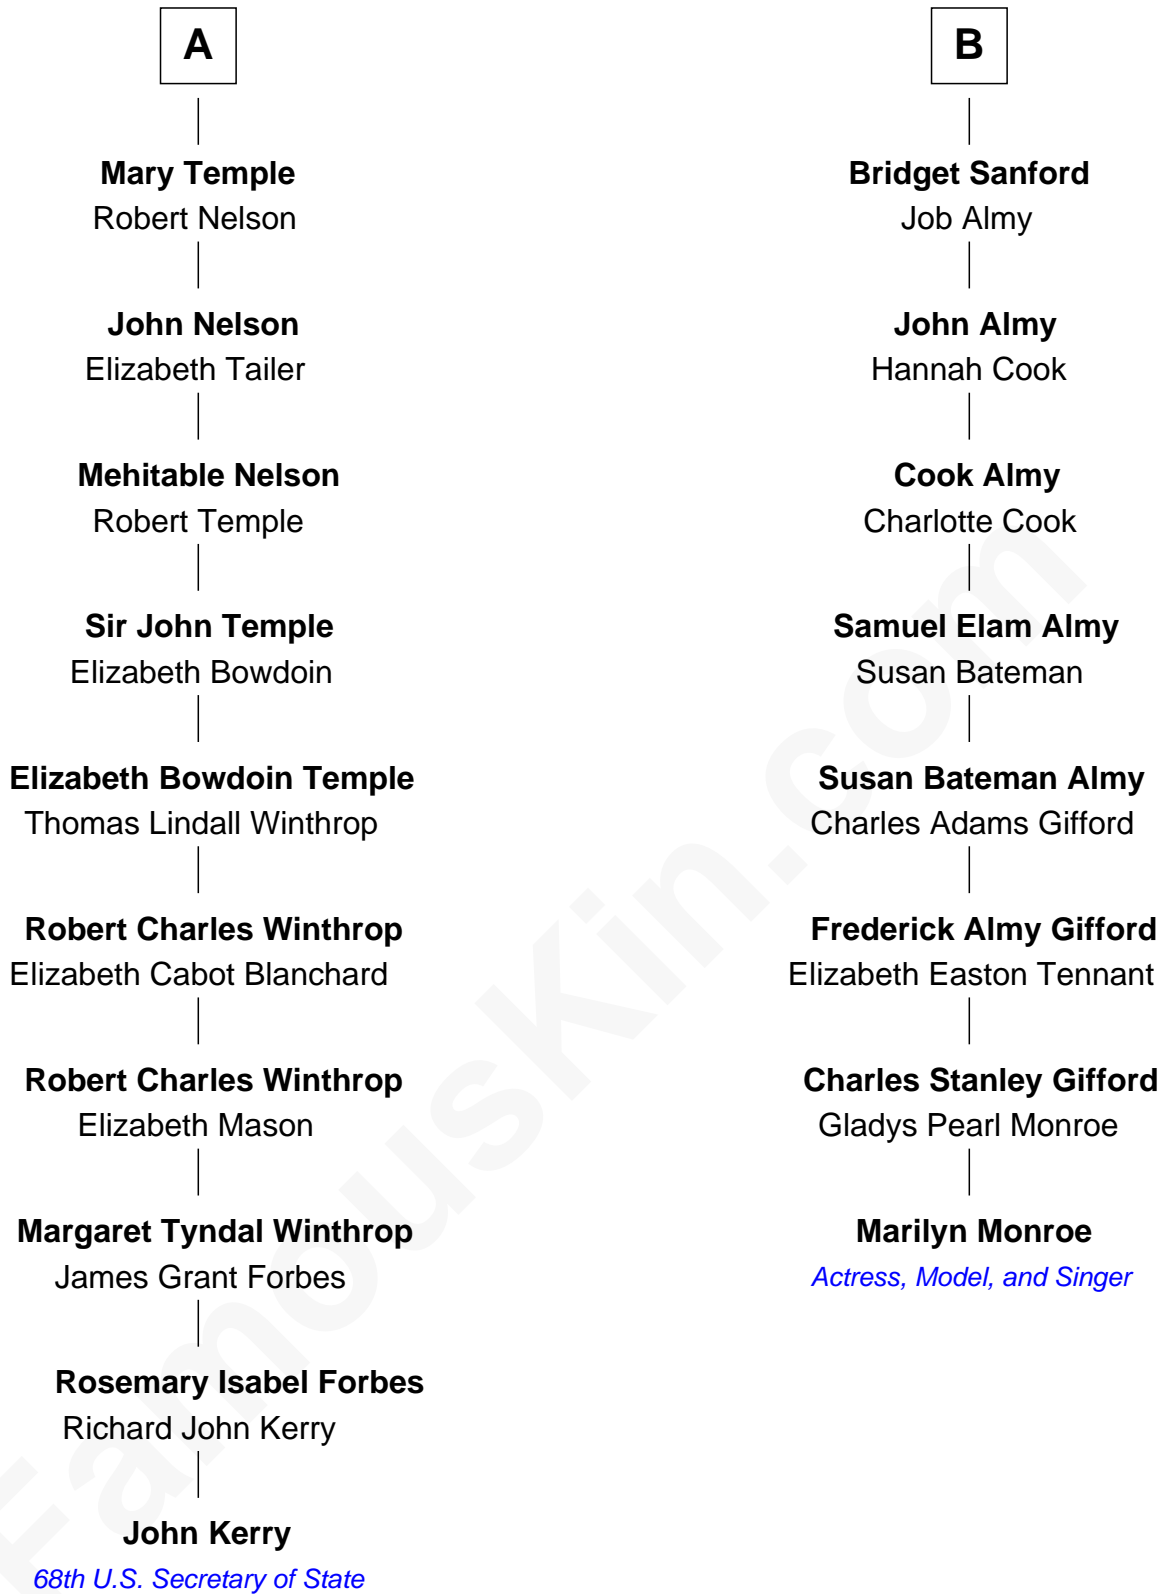 A
Mary Temple
Robert Nelson
John Nelson
Elizabeth Tailer
Mehitable Nelson
Robert Temple
Sir John Temple
Elizabeth Bowdoin
Elizabeth Bowdoin Temple
Thomas Lindall Winthrop
Robert Charles Winthrop
Elizabeth Cabot Blanchard
Robert Charles Winthrop
Elizabeth Mason
Margaret Tyndal Winthrop
James Grant Forbes
Rosemary Isabel Forbes
Richard John Kerry
John Kerry
68th U.S. Secretary of State
B
Bridget Sanford
Job Almy
John Almy
Hannah Cook
Cook Almy
Charlotte Cook
Samuel Elam Almy
Susan Bateman
Susan Bateman Almy
Charles Adams Gifford
Frederick Almy Gifford
Elizabeth Easton Tennant
Charles Stanley Gifford
Gladys Pearl Monroe
Marilyn Monroe
Actress, Model, and Singer
FamousKin.com